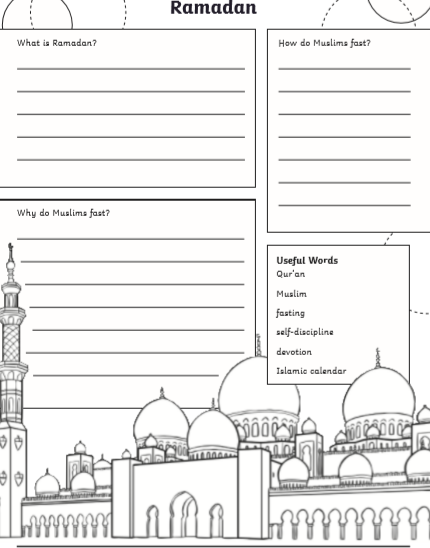 Ramadan
What is Ramadan?
How do Muslims fast?
Why do Muslims fast?
Useful Words
Qur'an
Muslim
fasting
self-discipline
devotion
Islamic calendar